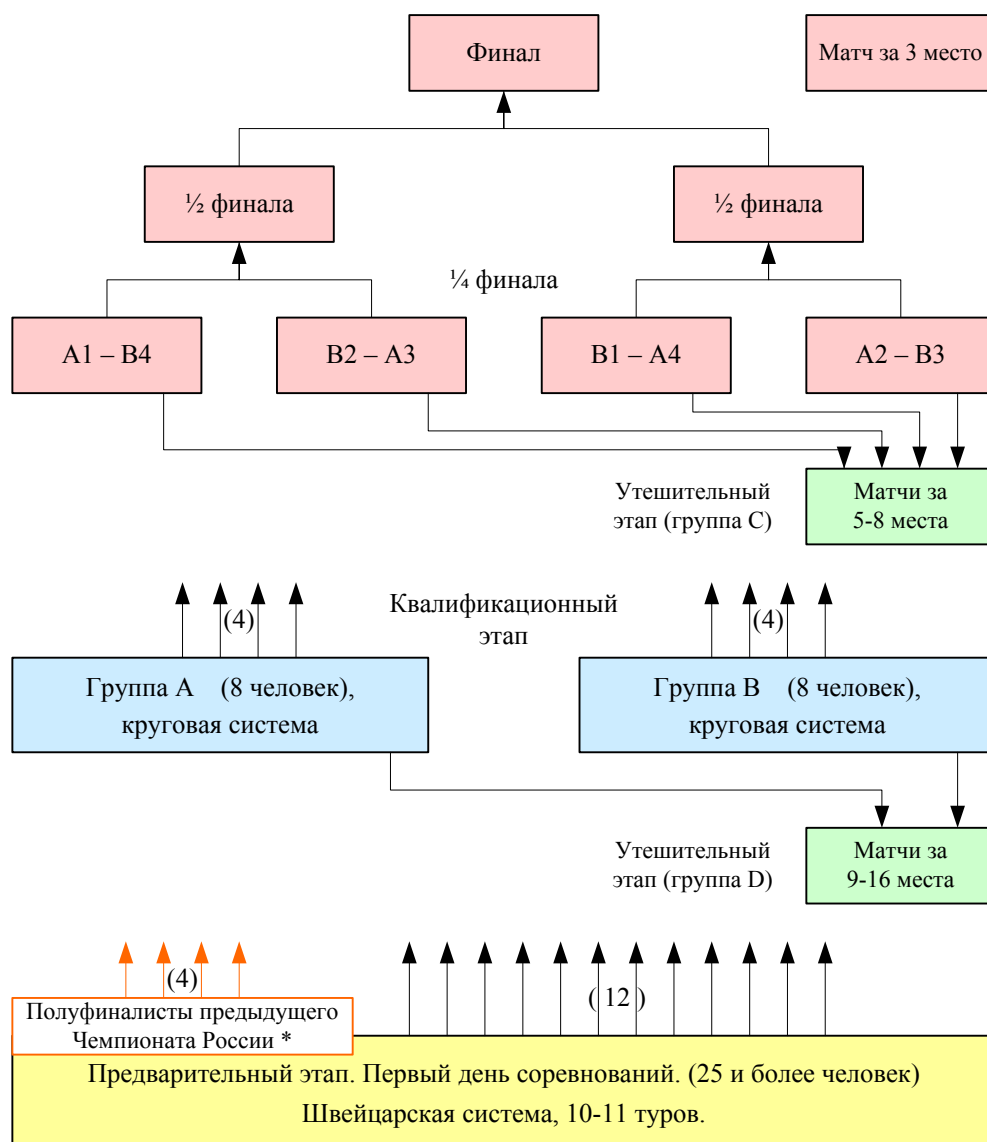 Финал
Матч за 3 место
½ финала
½ финала
¼ финала
A1 – B4
B2 – A3
B1 – A4
A2 – B3
Утешительный
этап (группа C)
Матчи за
5-8 места
(4)
Квалификационный
этап
(4)
Группа A (8 человек),
круговая система
Группа B (8 человек),
круговая система
Утешительный
этап (группа D)
Матчи за
9-16 места
(4)
(12)
Полуфиналисты предыдущего
Чемпионата России *
Предварительный этап. Первый день соревнований. (25 и более человек)
Швейцарская система, 10-11 туров.